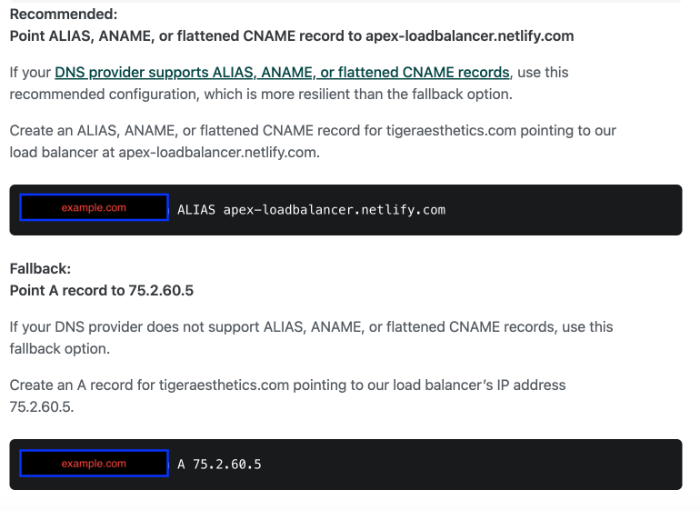 Recommended:
Point ALIAS, ANAME, or flattened CNAME record to apex-loadbalancer.netlify.com
If your DNS provider supports ALIAS, ANAME, or flattened CNAME records, use this
recommended configuration, which is more resilient than the fallback option.
Create an ALIAS, ANAME, or flattened CNAME record for tigeraesthetics.com pointing to our
load balancer at apex-loadbalancer.netlify.com.
example.com ALIAS apex-loadbalancer.netlify.com
Fallback:
Point A record to 75.2.60.5
If your DNS provider does not support ALIAS, ANAME, or flattened CNAME records, use this
fallback option.
Create an A record for tigeraesthetics.com pointing to our load balancer’s IP address
75.2.60.5.
example.com A 75.2.60.5